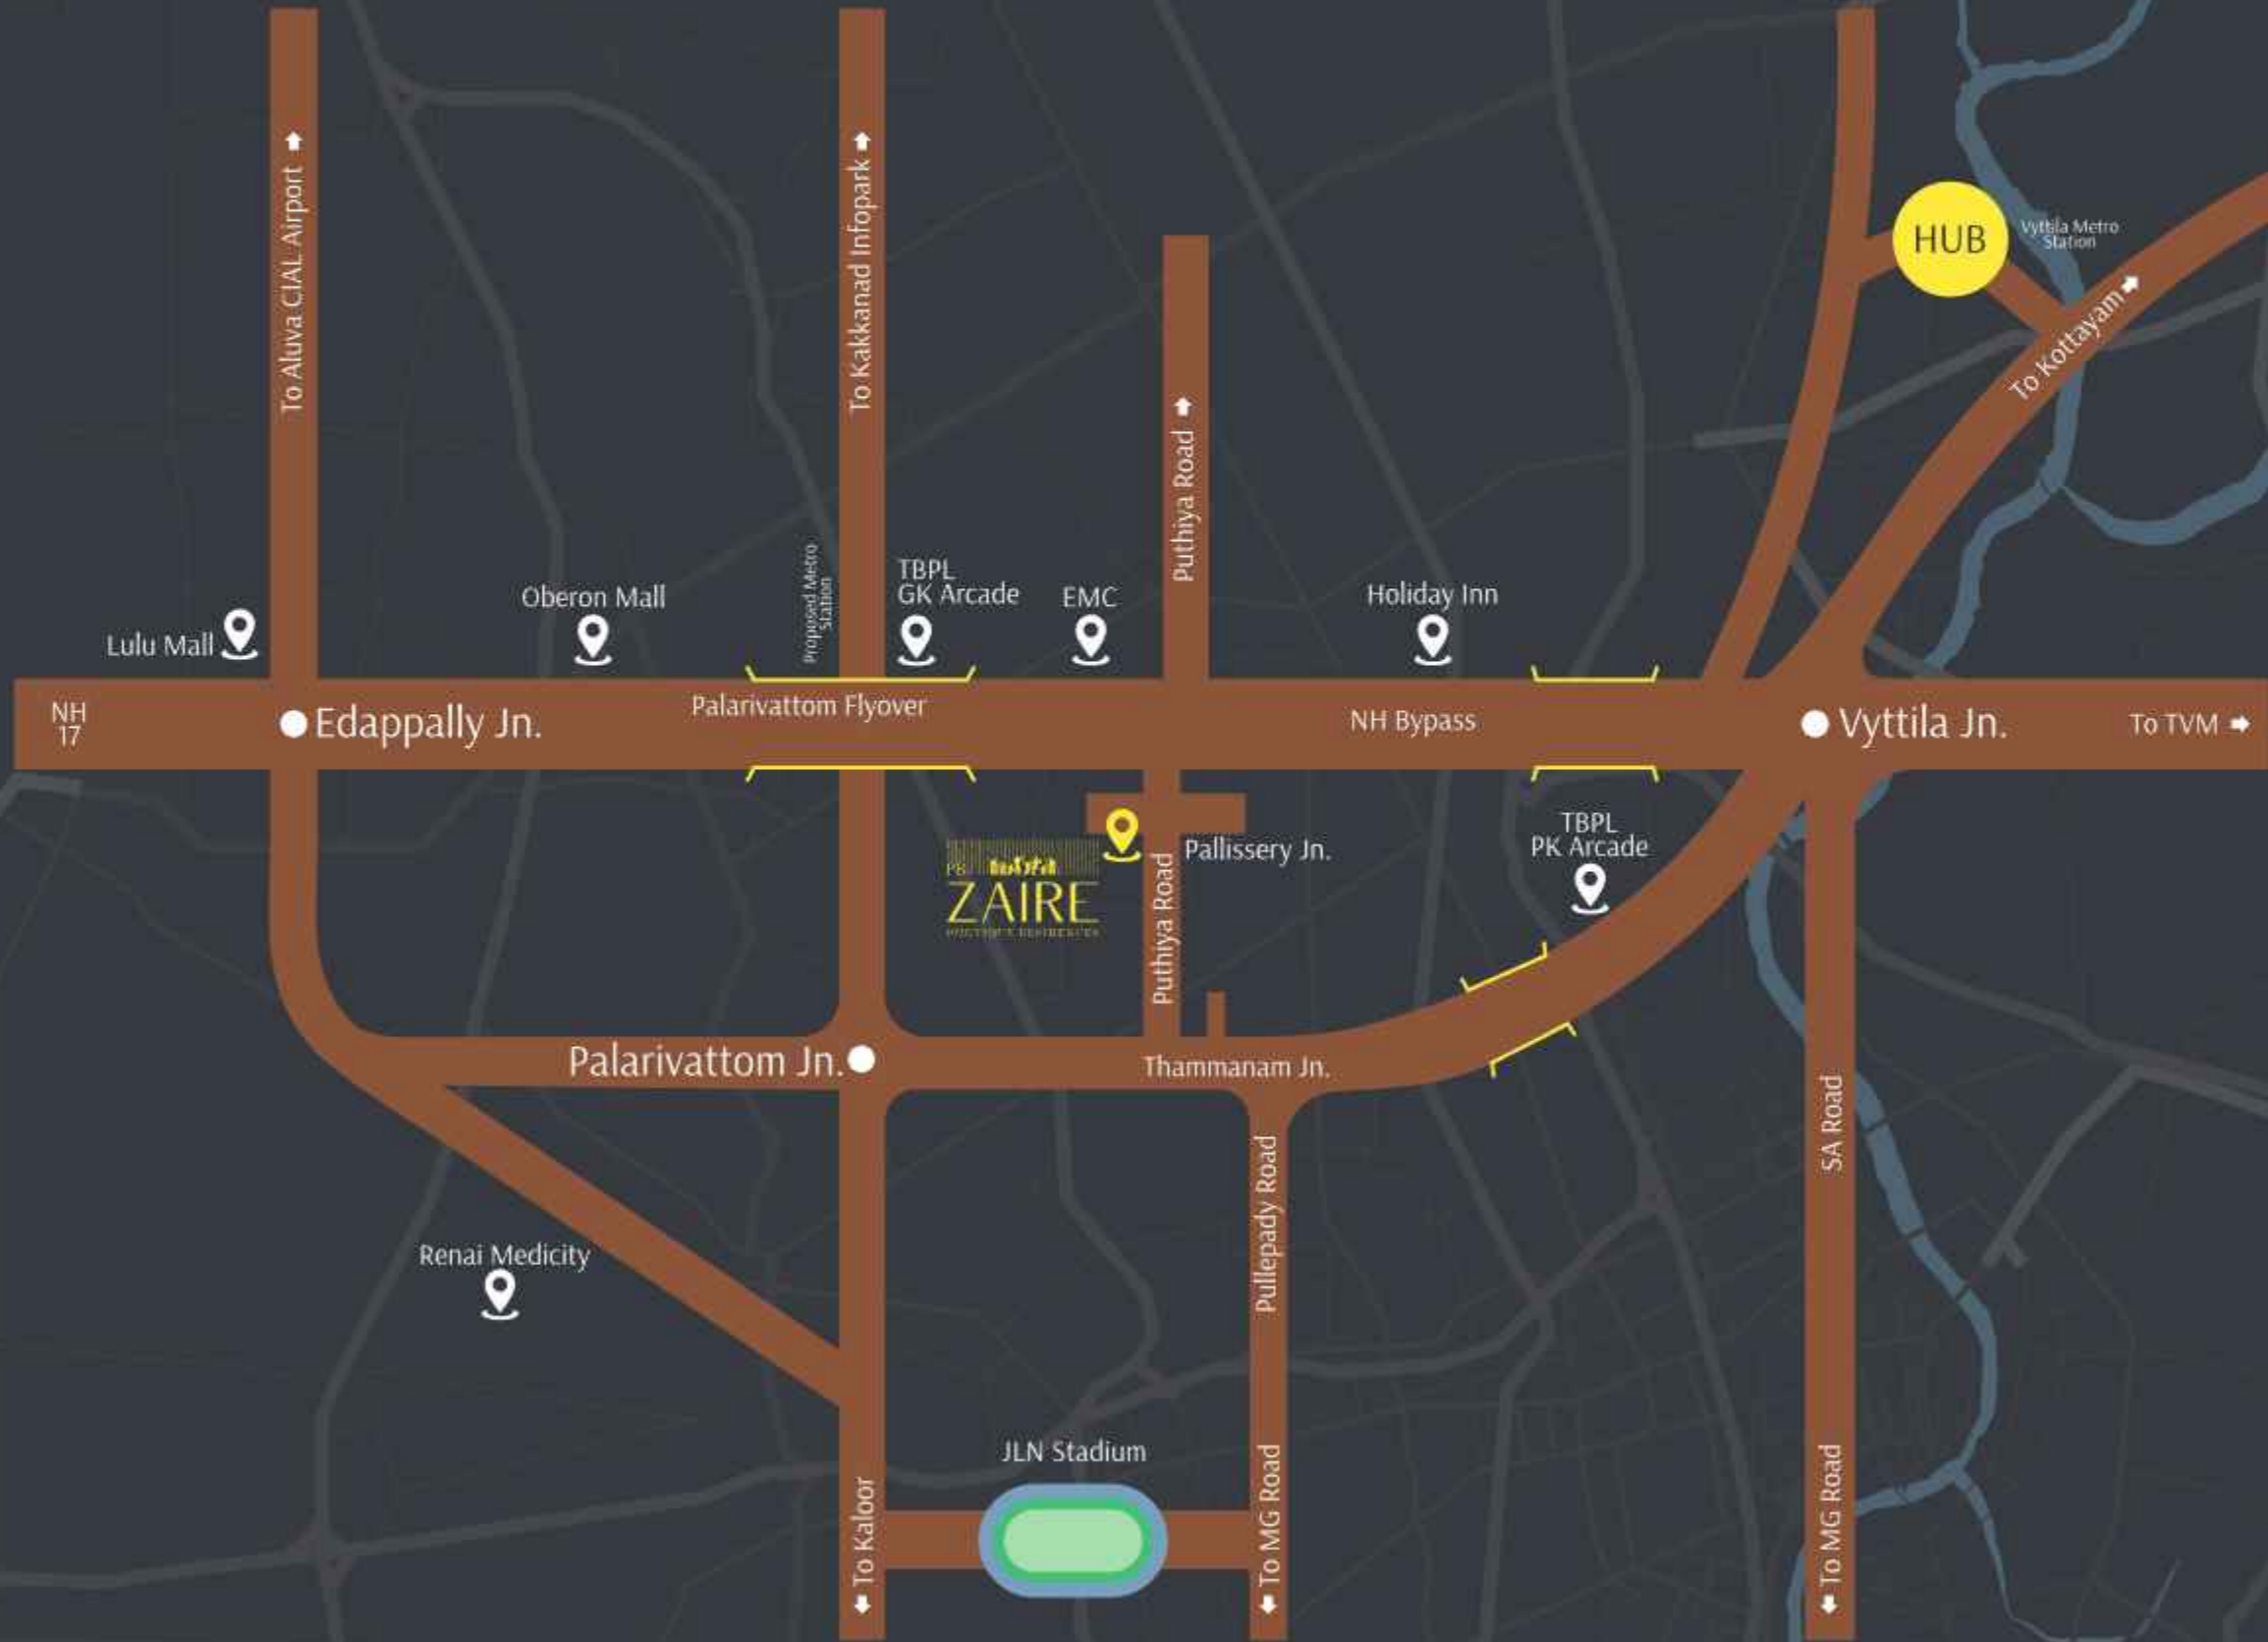 To Aluva CIAL Airport
To Kakkanad Infopark
Puthiya Road
HUB
Vyttila Metro
Station
To Kottayam
Lulu Mall
Oberon Mall
Proposed Metro
Station
TBPL
GK Arcade
EMC
Holiday Inn
NH
17
Edappally Jn.
Palarivattom Flyover
NH Bypass
Vyttila Jn.
To TVM
PB
ZAIRE
BOUTIQUE RESIDENCES
Pallissery Jn.
Puthiya Road
TBPL
PK Arcade
Palarivattom Jn.
Thammanam Jn.
Pullepady Road
SA Road
Renai Medicity
JLN Stadium
To Kaloor
To MG Road
To MG Road